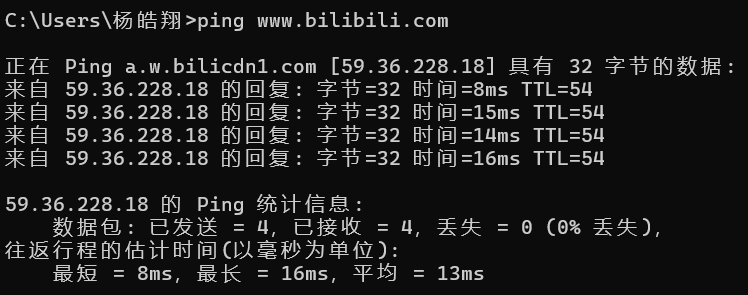 C:\Users\杨皓翔>ping www.bilibili.com
正在 Ping a.w.bilicdn1.com [59.36.228.18] 具有 32 字节的数据:
来自 59.36.228.18 的回复: 字节=32 时间=8ms TTL=54
来自 59.36.228.18 的回复: 字节=32 时间=15ms TTL=54
来自 59.36.228.18 的回复: 字节=32 时间=14ms TTL=54
来自 59.36.228.18 的回复: 字节=32 时间=16ms TTL=54
59.36.228.18 的 Ping 统计信息:
数据包: 已发送 = 4，已接收 = 4，丢失 = 0 (0% 丢失)，
往返行程的估计时间(以毫秒为单位):
最短 = 8ms，最长 = 16ms，平均 = 13ms